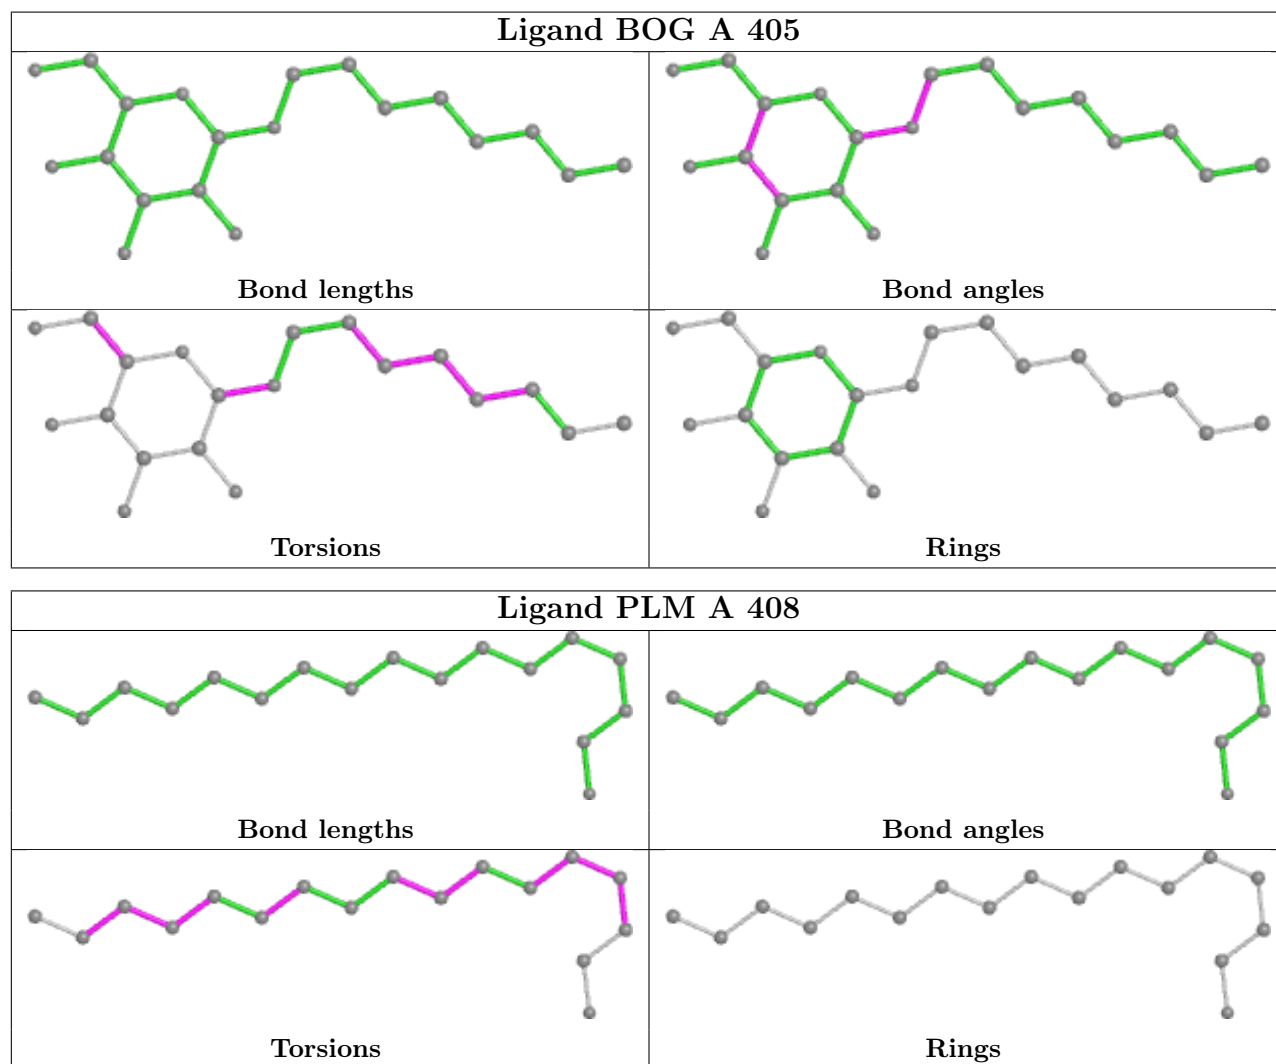 Ligand BOG A 405
Bond lengths
Bond angles
Torsions
Rings
Ligand PLM A 408
Bond lengths
Bond angles
Torsions
Rings